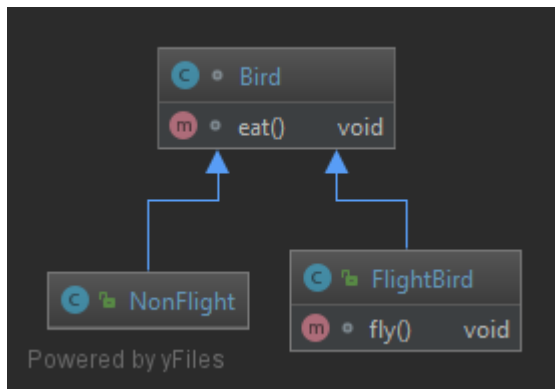 C Bird
m eat() void
C NonFlight
C FlightBird
m fly() void
Powered by yFiles